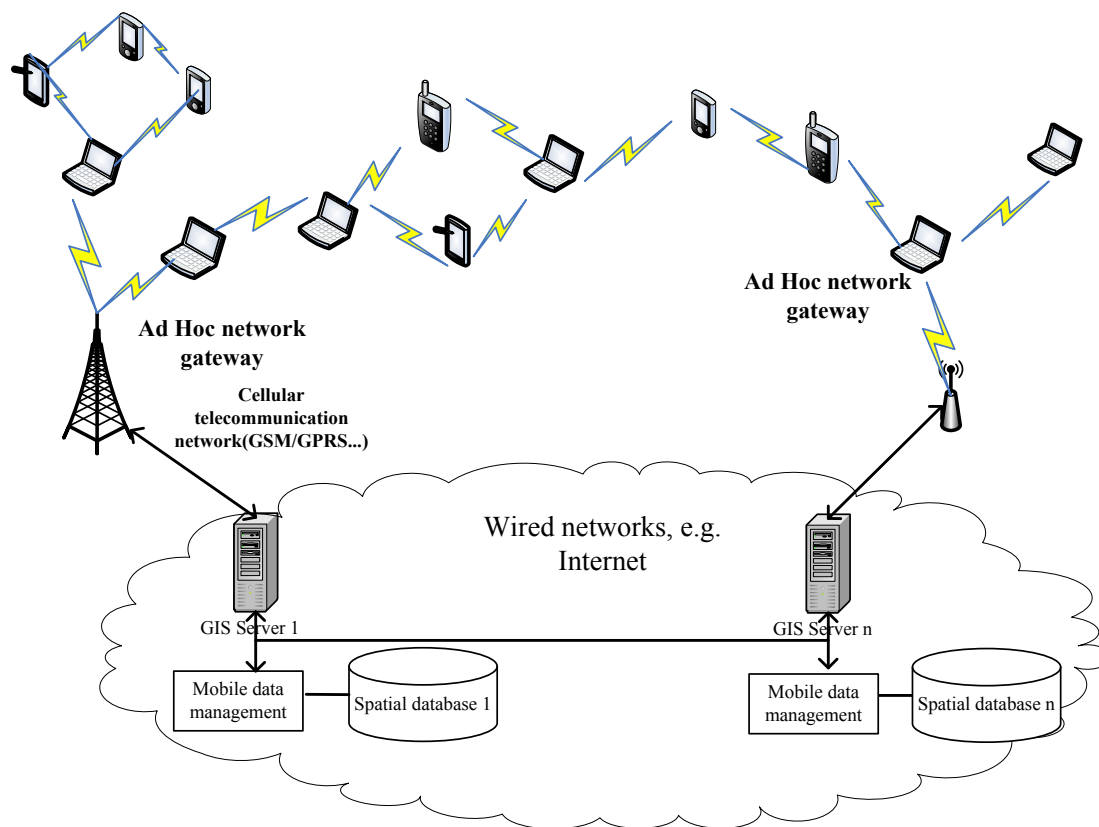 Ad Hoc network
gateway
Ad Hoc network
gateway
Cellular
telecommunication
network(GSM/GPRS...)
Wired networks, e.g.
Internet
GIS Server 1
GIS Server n
Mobile data
management
Spatial database 1
Mobile data
management
Spatial database n